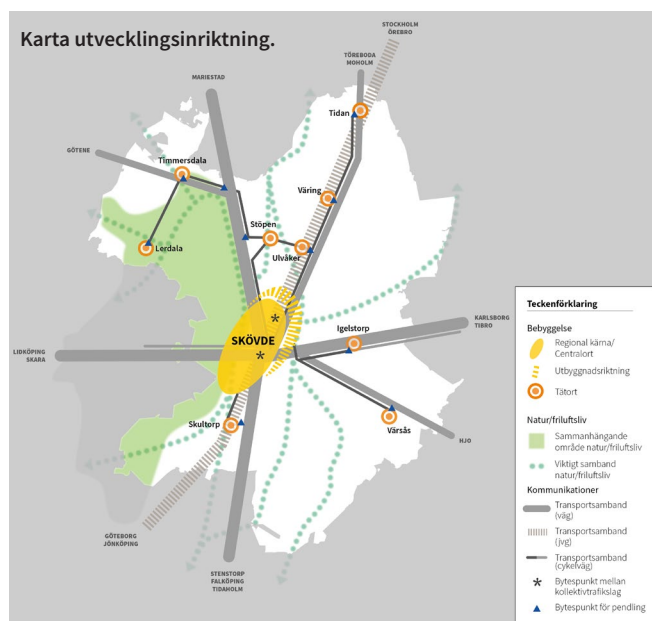 Karta utvecklingsinriktning.
STOCKHOLM
ÖREBRO
TÖREBODA
MOHOLM
MARIESTAD
Tidan
GÖTENE
Timmersdala
Väring
Stöpen
Lerdala
Ulvåker
KARLSBORG
TIBRO
Igelstorp
SKÖVDE
LIDKÖPING
SKARA
Skultorp
Värsås
HJO
GÖTEBORG
JÖNKÖPING
STENSTORP
FALKÖPING
TIDAHOLM
Teckenförklaring
Bebyggelse
Regional kärna/
Centralort
Utbyggnadsriktning
Tätort
Natur/friluftsliv
Sammanhängande
område natur/friluftsliv
Viktigt samband
natur/friluftsliv
Kommunikationer
Transportsamband
(väg)
Transportsamband
(jvg)
Transportsamband
(cykelväg)
Bytespunkt mellan
kollektivtrafikslag
Bytespunkt för pendling